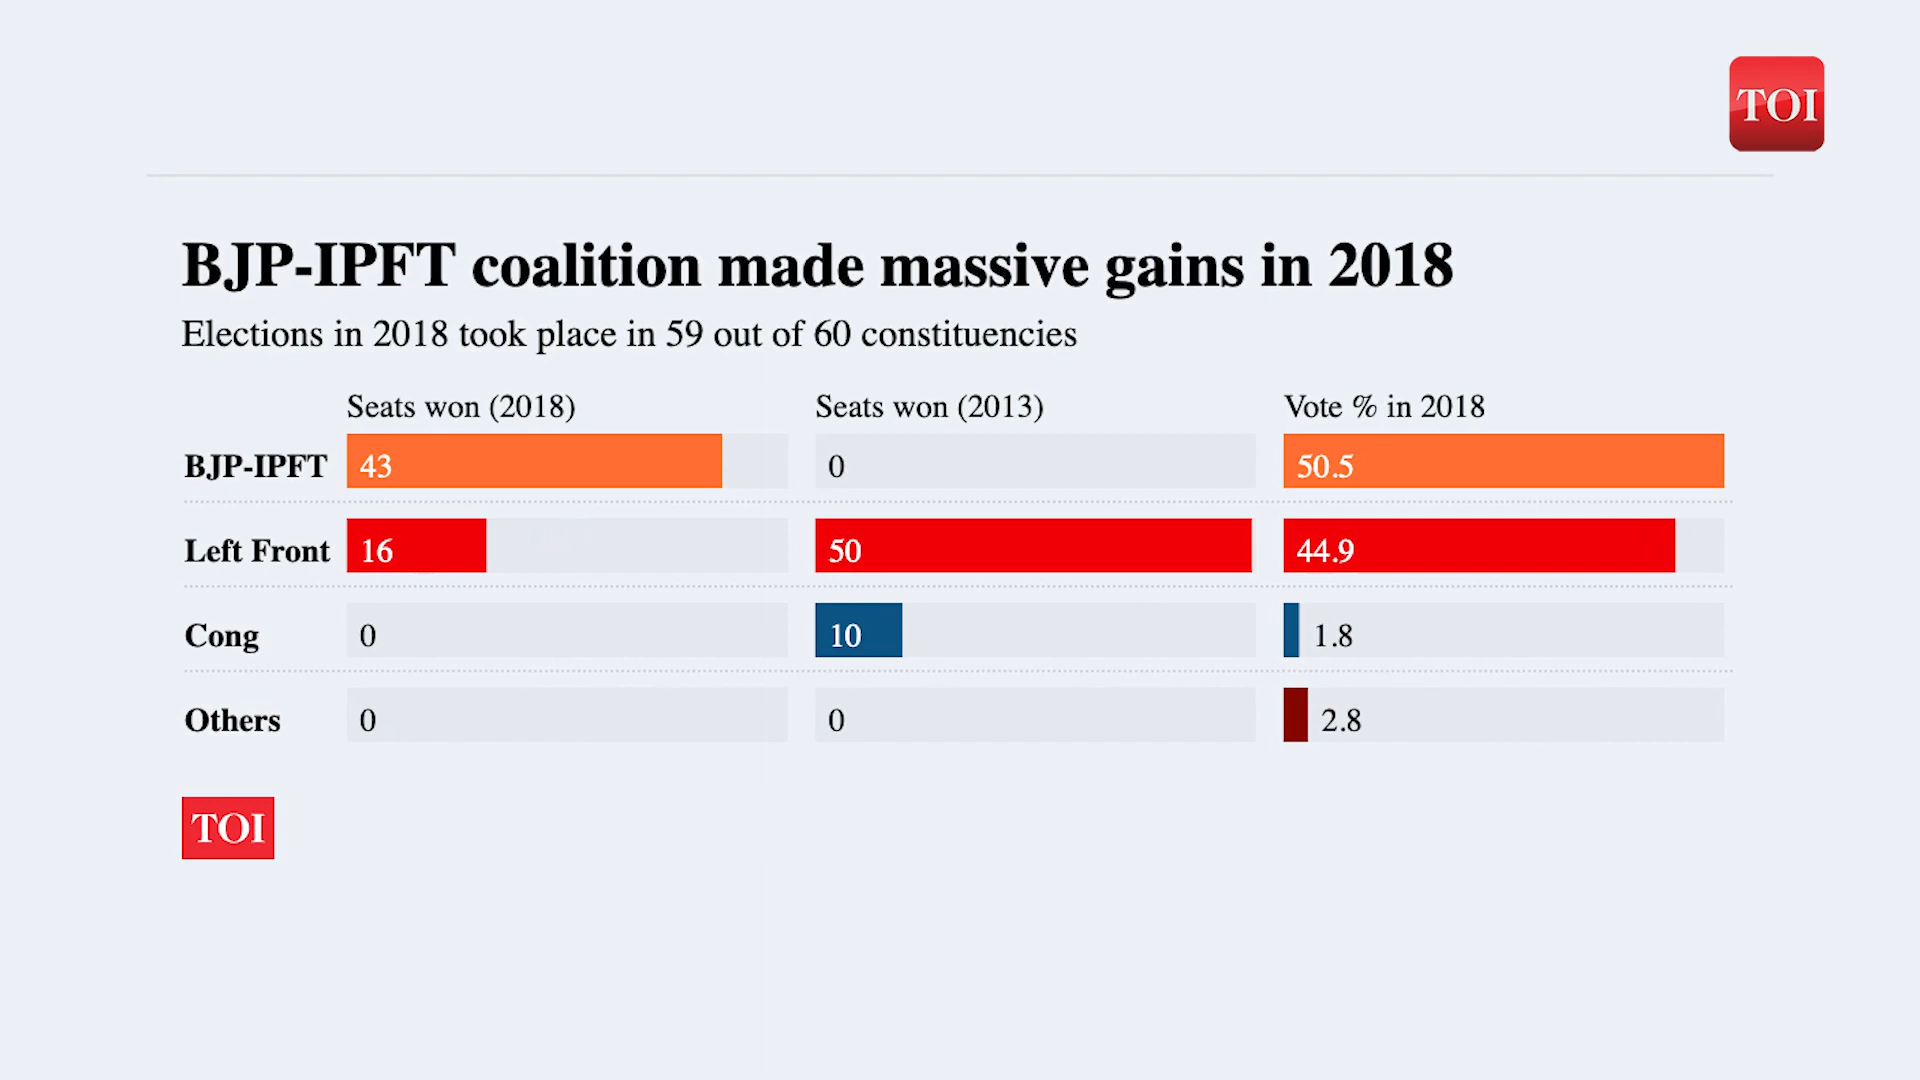 TOI
BJP-IPFT coalition made massive gains in 2018
Elections in 2018 took place in 59 out of 60 constituencies
Seats won (2018) Seats won (2013) Vote % in 2018
BJP-IPFT 43 0 50.5
Left Front 16 50 44.9
Cong 0 10 1.8
Others 0 0 2.8
TOI